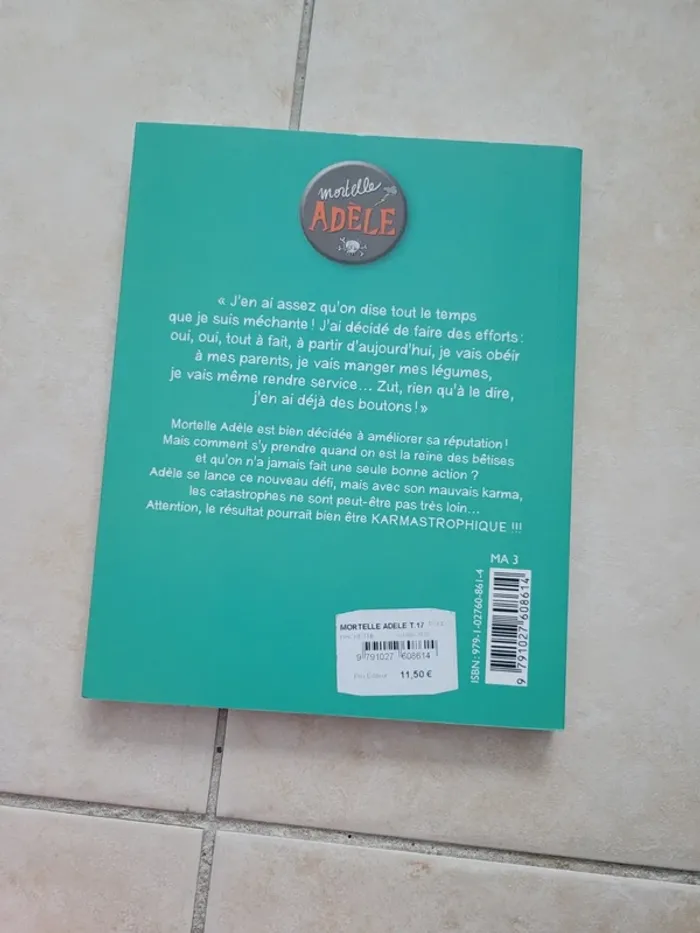 mortelle
ADÈLE
« J'en ai assez qu'on dise tout le temps
que je suis méchante ! J'ai décidé de faire des efforts :
oui, oui, tout à fait, à partir d'aujourd'hui, je vais obéir
à mes parents, je vais manger mes légumes,
je vais même rendre service... Zut, rien qu'à le dire,
j'en ai déjà des boutons ! »
Mortelle Adèle est bien décidée à améliorer sa réputation !
Mais comment s'y prendre quand on est la reine des bêtises
et qu'on n'a jamais fait une seule bonne action ?
Adèle se lance ce nouveau défi, mais avec son mauvais karma,
les catastrophes ne sont peut-être pas très loin...
Attention, le résultat pourrait bien être KARMASTROPHIQUE !!!
MA 3
ISBN: 979-1-02760-861-4
9 791027 608614
MORTELLE ADELE T.17
9 791027 608614
Prix Editeur
11,50 €